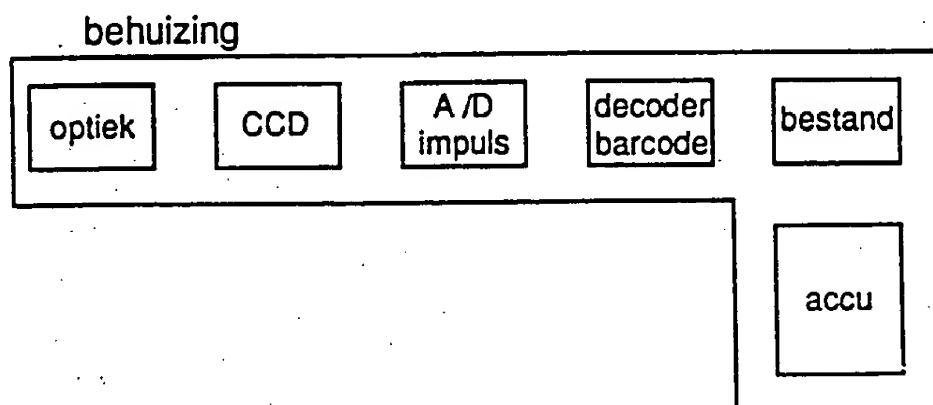 behuizing
optiek
CCD
A/D
impuls
decoder
barcode
bestand
accu